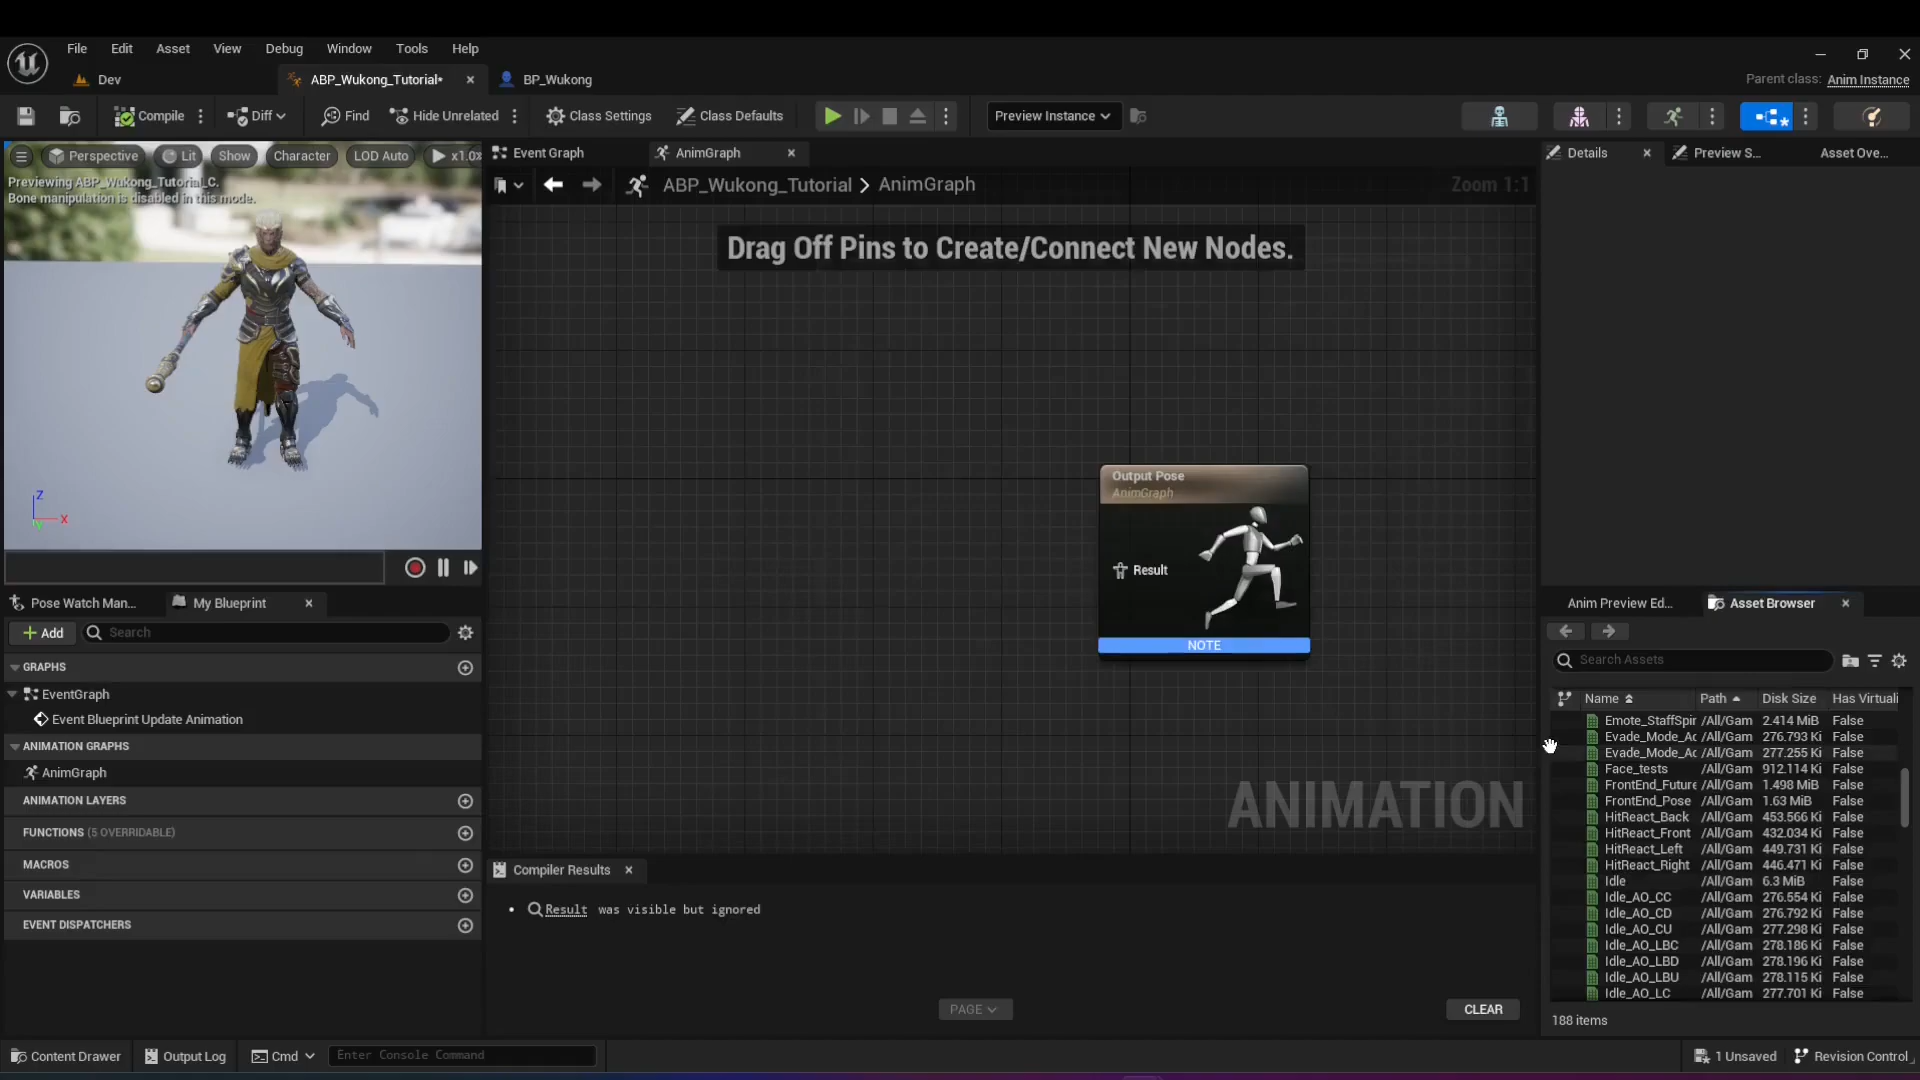 File Edit Asset View Debug Window Tools Help
Dev ABP_Wukong_Tutorial* BP_Wukong Parent class: Anim Instance
Compile Diff Find Hide Unrelated Class Settings Class Defaults Preview Instance
Perspective Lit Show Character LOD Auto x1.0
Previewing ABP_Wukong_Tutorial_C.
Bone manipulation is disabled in this mode.
Z
X
Y
Event Graph AnimGraph
ABP_Wukong_Tutorial > AnimGraph Zoom 1:1
Drag Off Pins to Create/Connect New Nodes.
Output Pose
AnimGraph
Result
NOTE
ANIMATION
Pose Watch Man... My Blueprint
Add Search
GRAPHS
EventGraph
Event Blueprint Update Animation
ANIMATION GRAPHS
AnimGraph
ANIMATION LAYERS
FUNCTIONS (5 OVERRIDABLE)
MACROS
VARIABLES
EVENT DISPATCHERS
Compiler Results
• Result was visible but ignored
PAGE CLEAR
Details Preview S... Asset Ove...
Anim Preview Ed... Asset Browser
Search Assets
Name Path Disk Size Has Virtuali
Emote_StaffSpir /All/Gam 2.414 MiB False
Evade_Mode_Ac /All/Gam 276.793 Ki False
Evade_Mode_Ac /All/Gam 277.255 Ki False
Face_tests /All/Gam 912.114 Ki False
FrontEnd_Future /All/Gam 1.498 MiB False
FrontEnd_Pose /All/Gam 1.63 MiB False
HitReact_Back /All/Gam 453.566 Ki False
HitReact_Front /All/Gam 432.034 Ki False
HitReact_Left /All/Gam 449.731 Ki False
HitReact_Right /All/Gam 446.471 Ki False
Idle /All/Gam 6.3 MiB False
Idle_AO_CC /All/Gam 276.554 Ki False
Idle_AO_CD /All/Gam 276.792 Ki False
Idle_AO_CU /All/Gam 277.298 Ki False
Idle_AO_LBC /All/Gam 278.186 Ki False
Idle_AO_LBD /All/Gam 278.196 Ki False
Idle_AO_LBU /All/Gam 278.115 Ki False
Idle_AO_LC /All/Gam 277.701 Ki False
188 items
Content Drawer Output Log Cmd Enter Console Command 1 Unsaved Revision Control